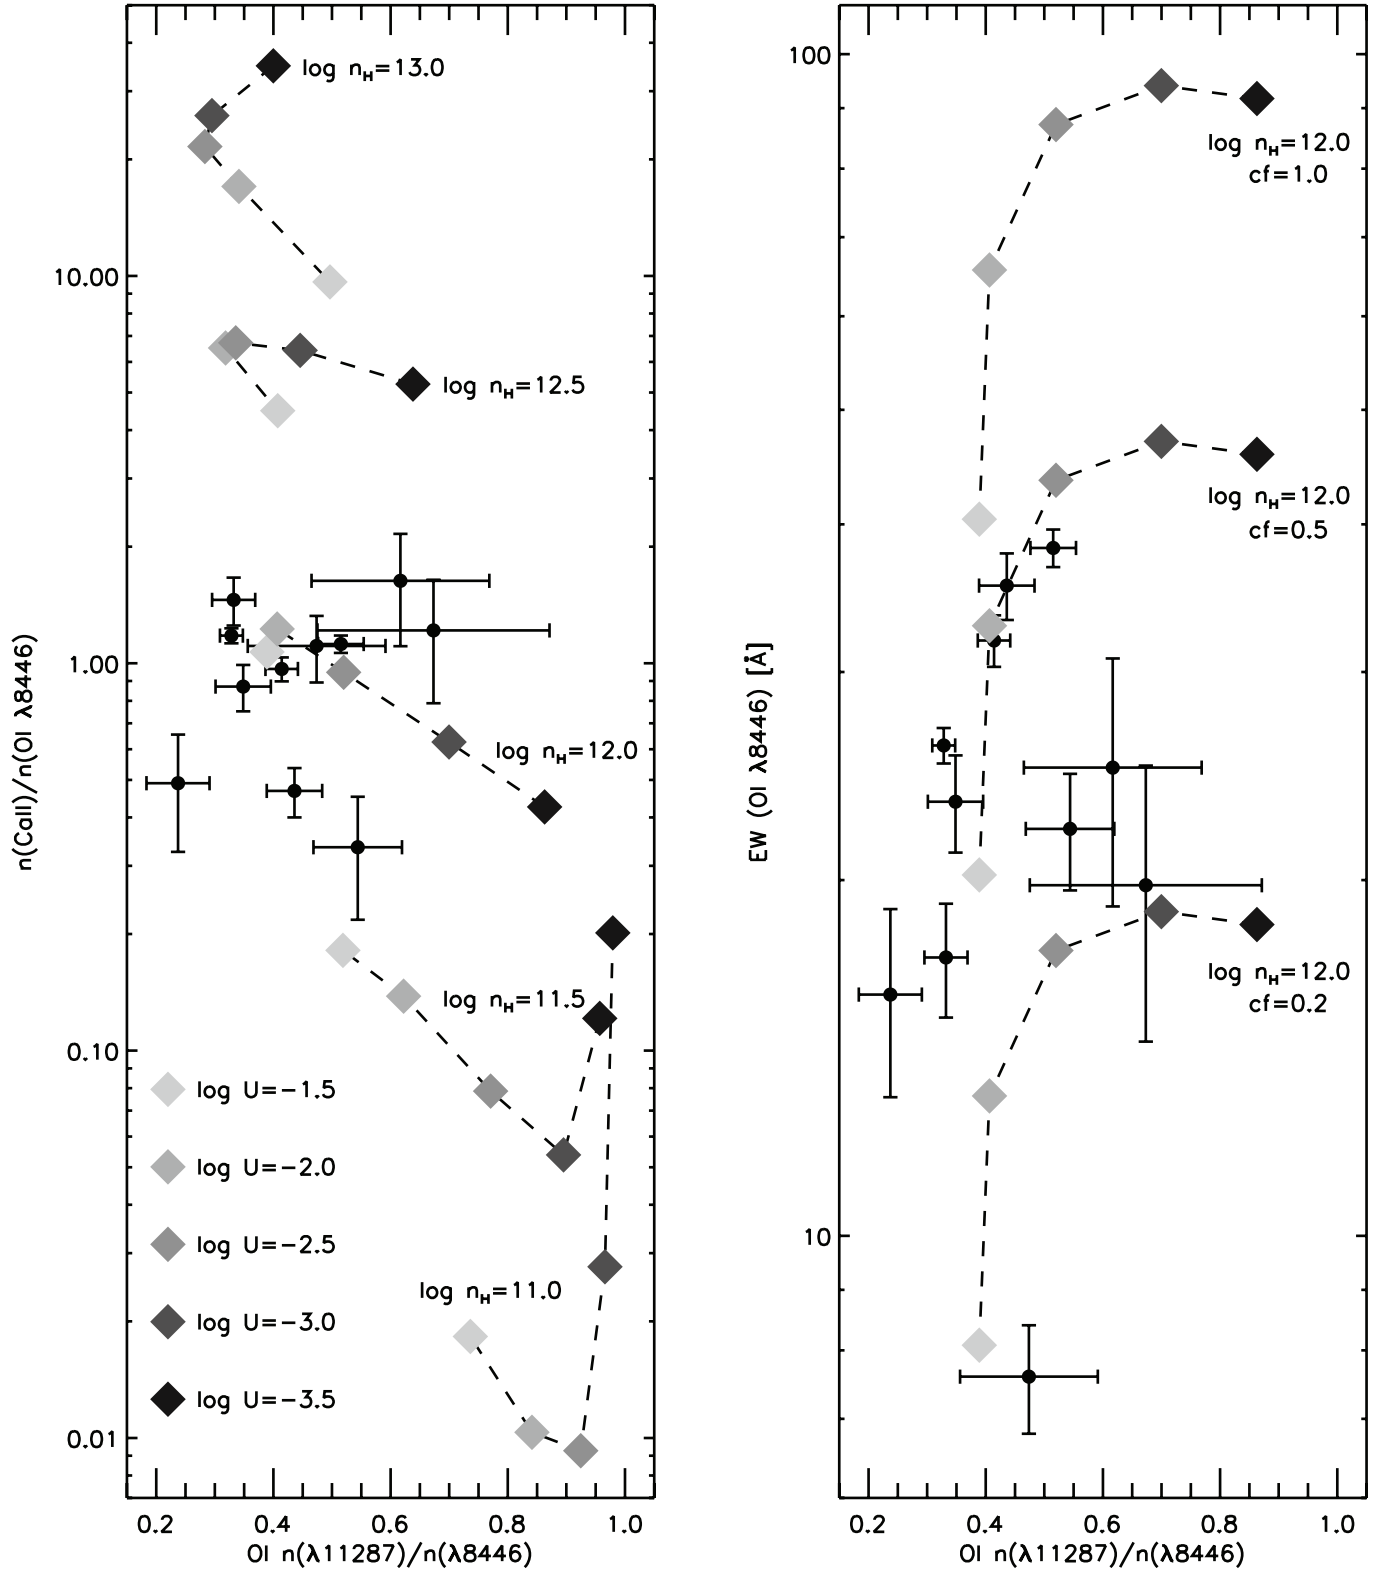 log n_H=13.0
10.00
log n_H=12.5
n(CaII)/n(OI λ8446)
1.00
log n_H=12.0
log n_H=11.5
0.10
log U=−1.5
log U=−2.0
log U=−2.5
log n_H=11.0
log U=−3.0
log U=−3.5
0.01
0.2 0.4 0.6 0.8 1.0
OI n(λ11287)/n(λ8446)
100
log n_H=12.0
cf=1.0
log n_H=12.0
cf=0.5
EW (OI λ8446) [Å]
log n_H=12.0
cf=0.2
10
0.2 0.4 0.6 0.8 1.0
OI n(λ11287)/n(λ8446)